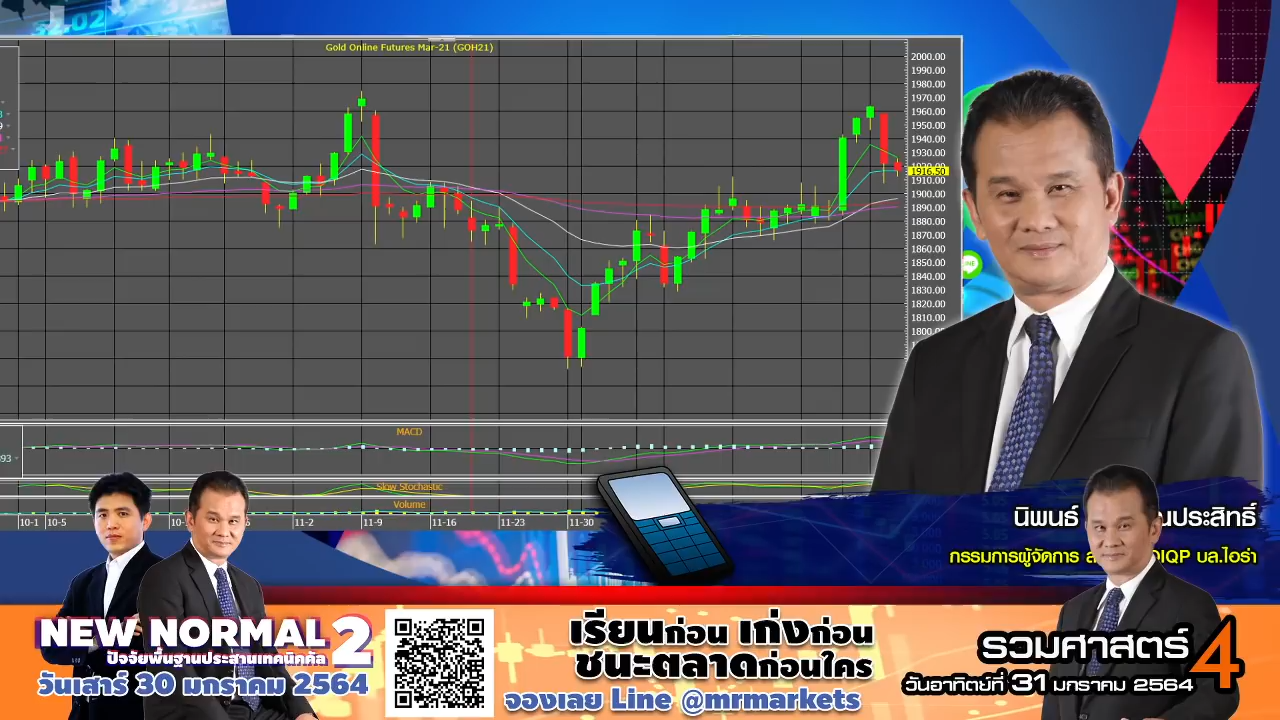 Gold Online Futures Mar-21 (GOH21)
2000.00
1990.00
1980.00
1970.00
1960.00
1950.00
1940.00
1930.00
1916.50
1910.00
1900.00
1890.00
1880.00
1870.00
1860.00
1850.00
1840.00
1830.00
1820.00
1810.00
1800.00
MACD
Slow Stochastic
Volume
10-1 10-5 11-2 11-9 11-16 11-23 11-30
นิพนธ์
กรรมการผู้จัดการ
บล.ไอร่า
NEW NORMAL 2
ปัจจัยพื้นฐานประสานเทคนิคคัล
วันเสาร์ 30 มกราคม 2564
เรียนก่อน เก่งก่อน
ชนะตลาดก่อนใคร
จองเลย Line @mrmarkets
รวมศาสตร์ 4
วันอาทิตย์ที่ 31 มกราคม 2564